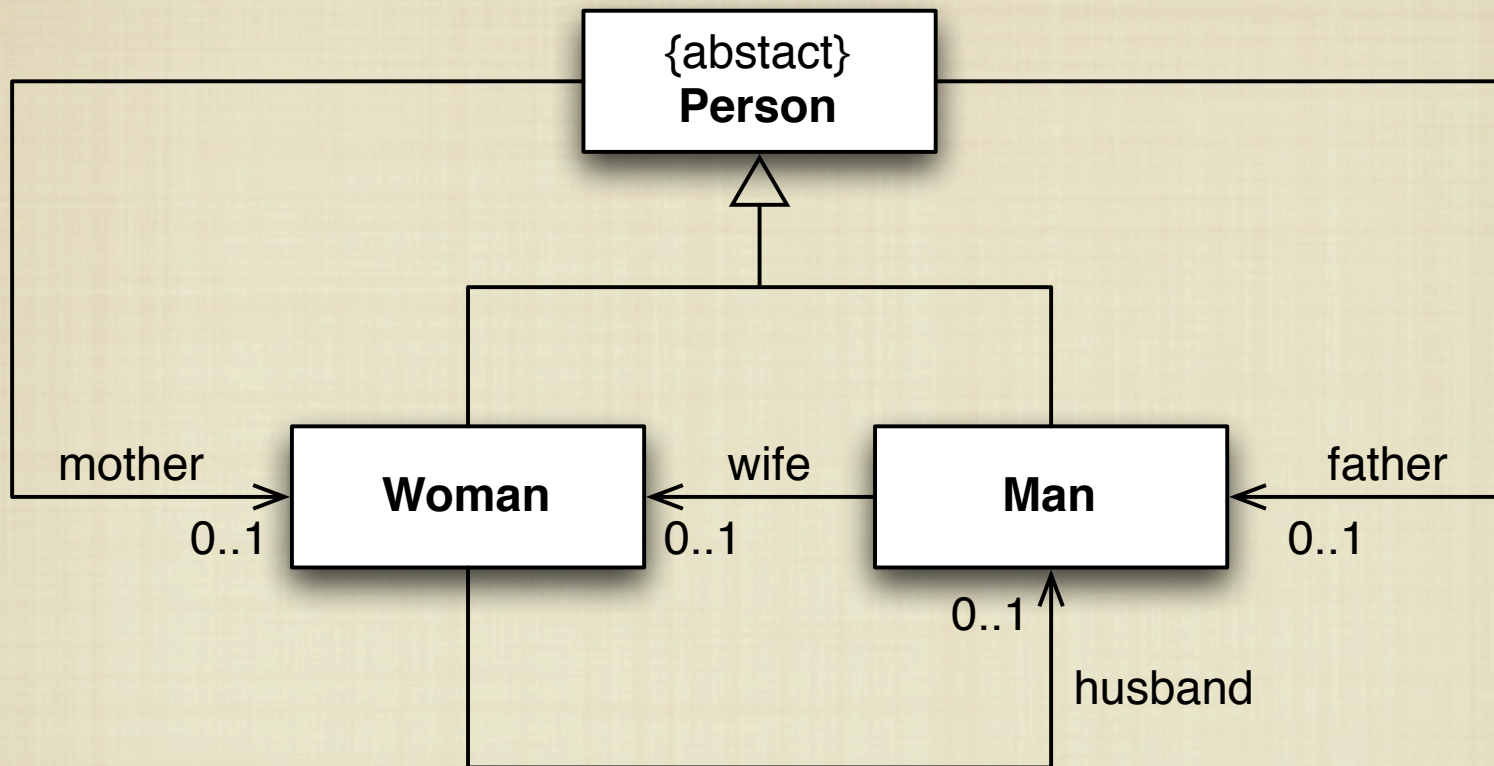 {abstact}
Person
mother
wife
father
Woman
Man
0..1
0..1
0..1
0..1
husband